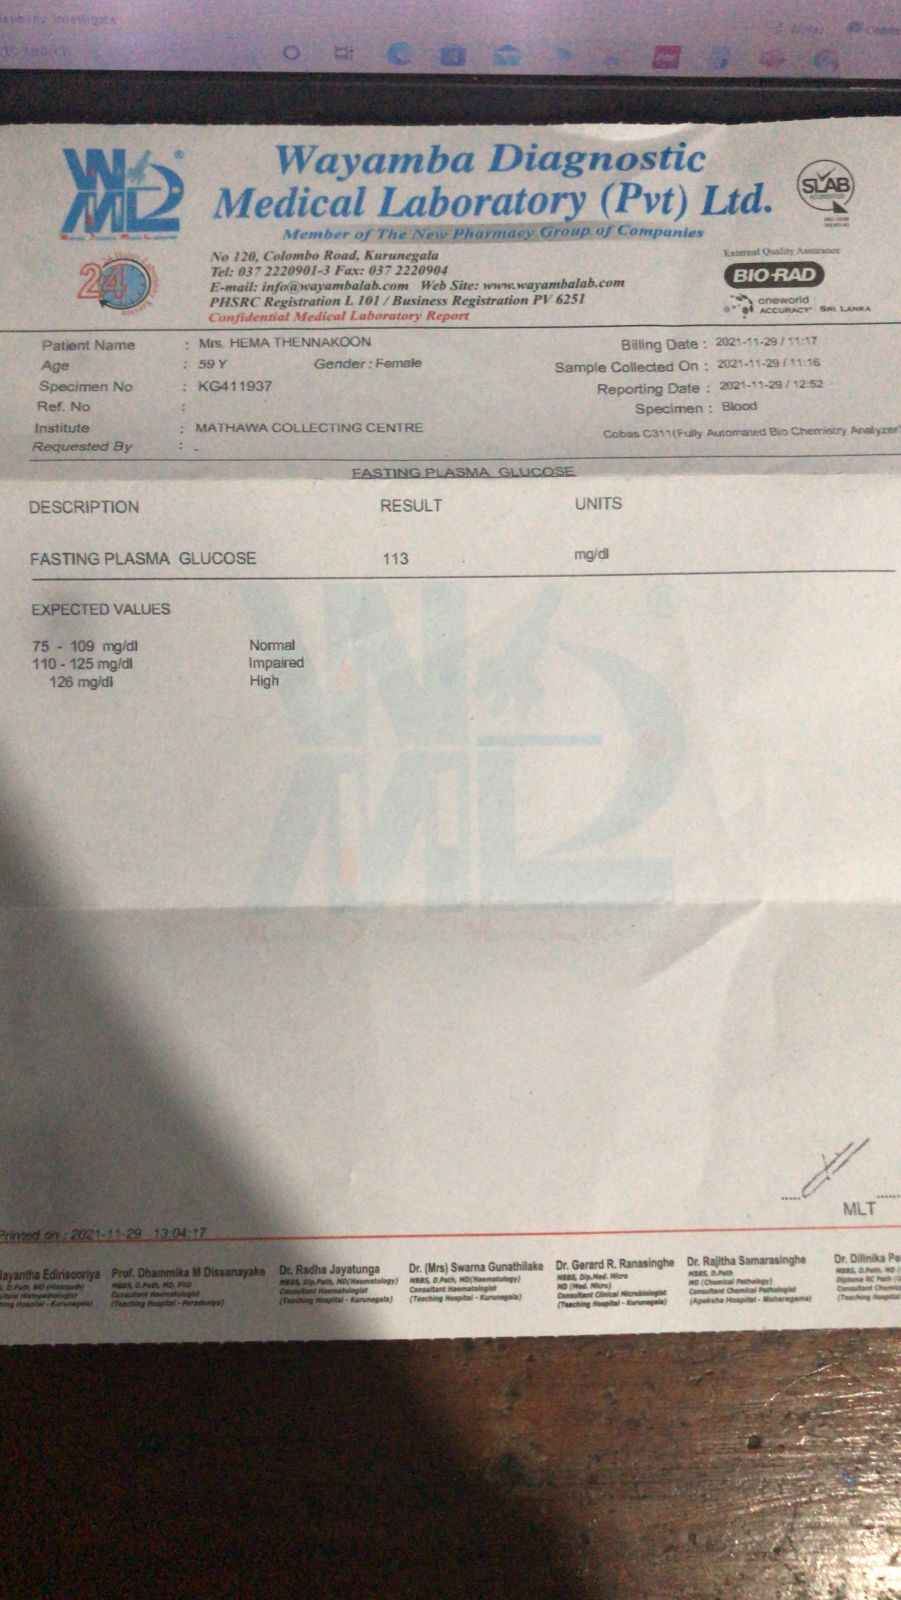 Wayamba Diagnostic
Medical Laboratory (Pvt) Ltd.
Member of The New Pharmacy Group of Companies
SLAB
24
No 120, Colombo Road, Kurunegala
Tel: 037 2220901-3 Fax: 037 2220904
E-mail: info@wayambalab.com Web Site: www.wayambalab.com
PHSRC Registration L 101 / Business Registration PV 6251
Confidential Medical Laboratory Report
External Quality Assurance
BIO-RAD
oneworld
ACCURACY SRI LANKA
Patient Name : Mrs. HEMA THENNAKOON
Age : 59 Y Gender : Female
Specimen No : KG411937
Ref. No :
Institute : MATHAWA COLLECTING CENTRE
Requested By : .
Billing Date : 2021-11-29 / 11:17
Sample Collected On : 2021-11-29 / 11:16
Reporting Date : 2021-11-29 / 12:52
Specimen : Blood
Cobas C311(Fully Automated Bio Chemistry Analyzer)
FASTING PLASMA GLUCOSE
DESCRIPTION RESULT UNITS
FASTING PLASMA GLUCOSE 113 mg/dl
EXPECTED VALUES
75 - 109 mg/dl Normal
110 - 125 mg/dl Impaired
126 mg/dl High
MLT
Printed on : 2021-11-29 13:04:17
Edirisooriya
(Teaching Hospital - Kurunegala)
Prof. Dhammika M Dissanayake
MBBS, D.Path, MD, PhD
Consultant Haematologist
(Teaching Hospital - Peradeniya)
Dr. Radha Jayatunga
MBBS, Dip.Path, MD(Haematology)
Consultant Haematologist
(Teaching Hospital - Kurunegala)
Dr. (Mrs) Swarna Gunathilake
MBBS, D.Path, MD(Haematology)
Consultant Haematologist
(Teaching Hospital - Kurunegala)
Dr. Gerard R. Ranasinghe
MBBS, Dip.Med. Micro
MD (Med. Micro)
Consultant Clinical Microbiologist
(Teaching Hospital - Kurunegala)
Dr. Rajitha Samarasinghe
MBBS, D.Path
MD (Chemical Pathology)
Consultant Chemical Pathologist
(Apeksha Hospital - Maharagama)
Dr. Dilinika